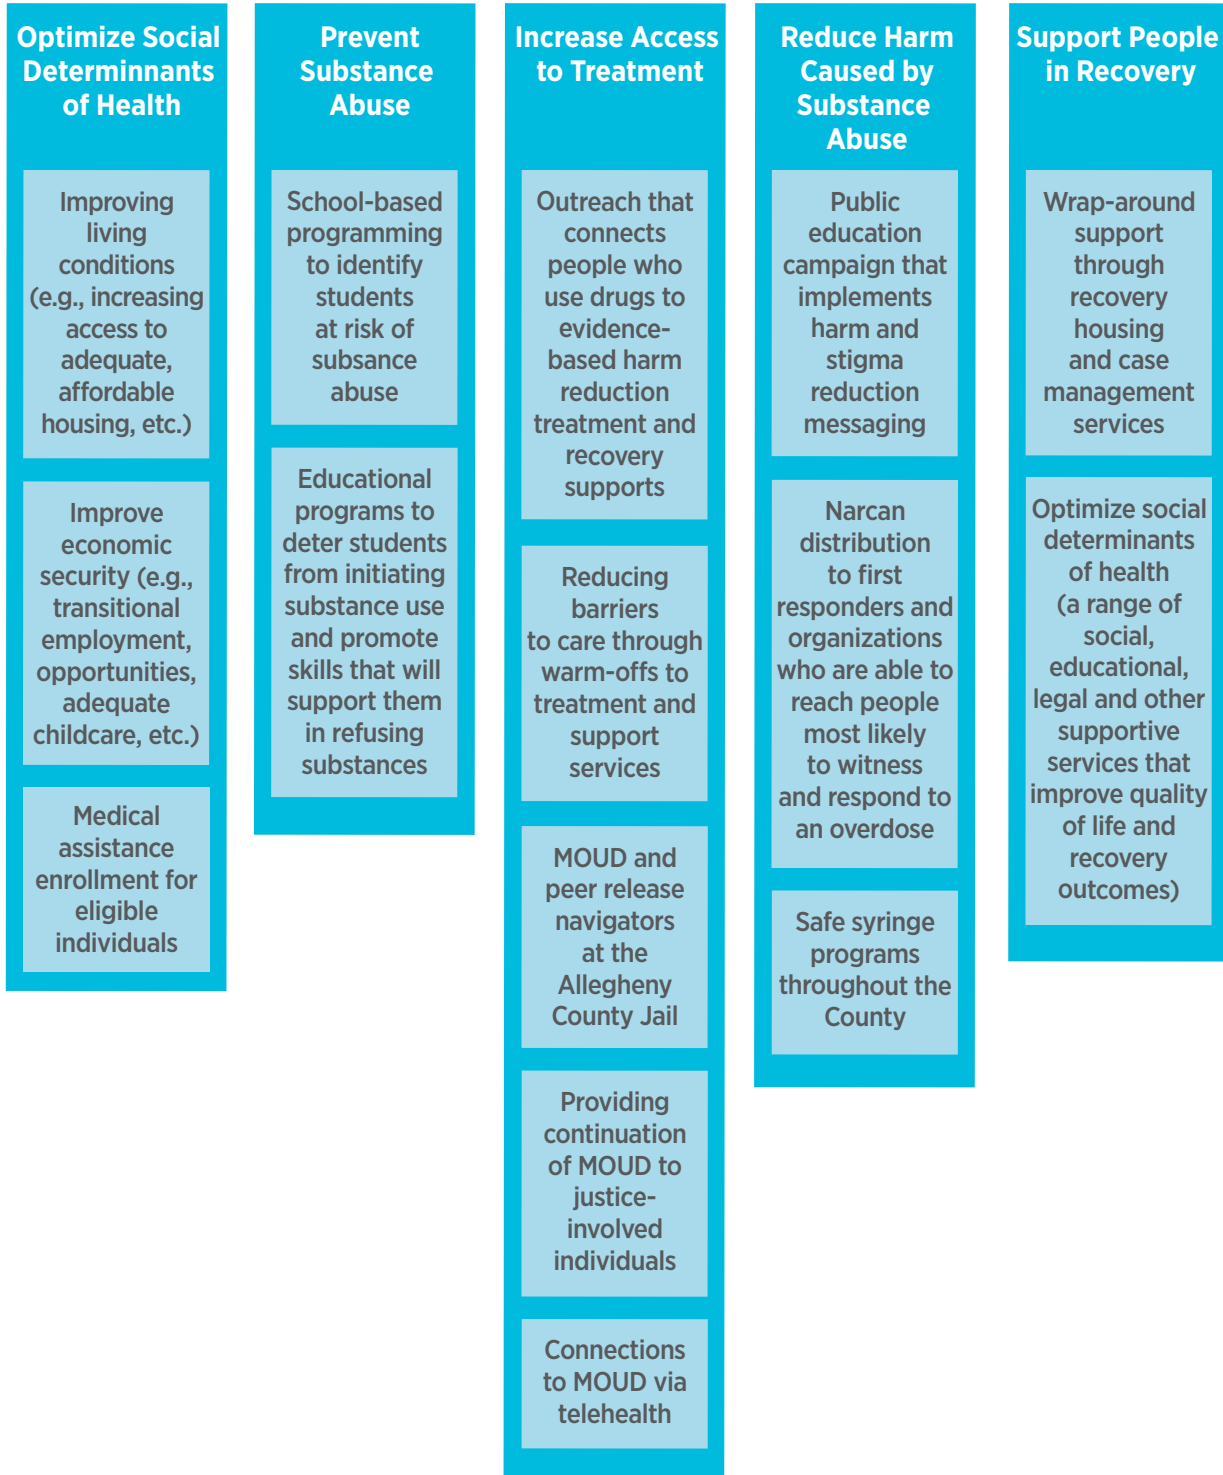 Optimize Social
Determinnants
of Health
Improving
living
conditions
(e.g., increasing
access to
adequate,
affordable
housing, etc.)
Improve
economic
security (e.g.,
transitional
employment,
opportunities,
adequate
childcare, etc.)
Medical
assistance
enrollment for
eligible
individuals
Prevent
Substance
Abuse
School-based
programming
to identify
students
at risk of
subsance
abuse
Educational
programs to
deter students
from initiating
substance use
and promote
skills that will
support them
in refusing
substances
Increase Access
to Treatment
Outreach that
connects
people who
use drugs to
evidence-
based harm
reduction
treatment and
recovery
supports
Reducing
barriers
to care through
warm-offs to
treatment and
support
services
MOUD and
peer release
navigators
at the
Allegheny
County Jail
Providing
continuation
of MOUD to
justice-
involved
individuals
Connections
to MOUD via
telehealth
Reduce Harm
Caused by
Substance
Abuse
Public
education
campaign that
implements
harm and
stigma
reduction
messaging
Narcan
distribution
to first
responders and
organizations
who are able to
reach people
most likely
to witness
and respond to
an overdose
Safe syringe
programs
throughout the
County
Support People
in Recovery
Wrap-around
support
through
recovery
housing
and case
management
services
Optimize social
determinants
of health
(a range of
social,
educational,
legal and other
supportive
services that
improve quality
of life and
recovery
outcomes)